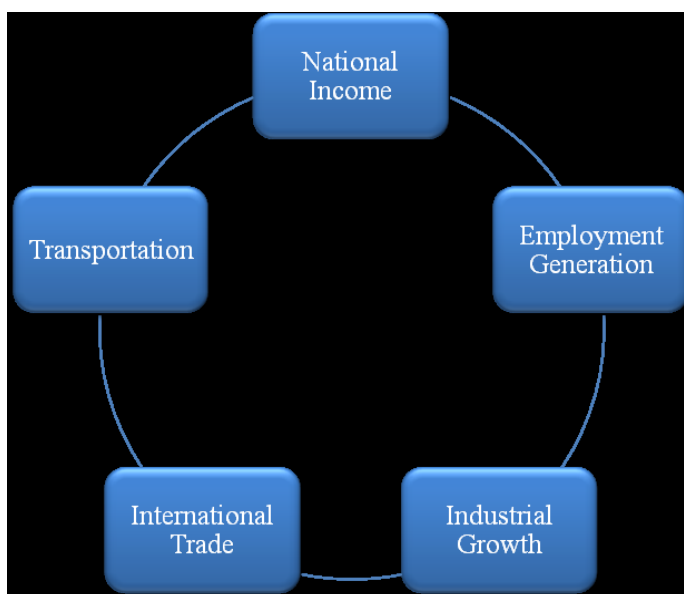 National
Income
Employment
Generation
Industrial
Growth
International
Trade
Transportation